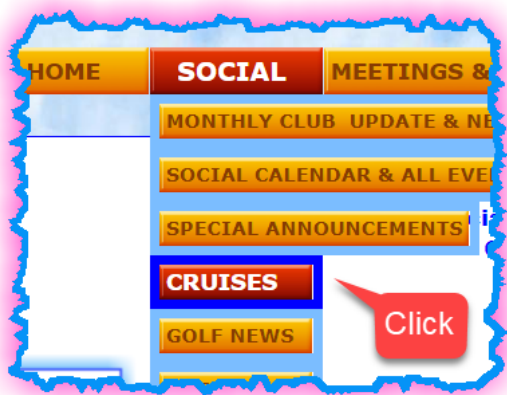 HOME SOCIAL MEETINGS &
MONTHLY CLUB UPDATE & NE
SOCIAL CALENDAR & ALL EVE
SPECIAL ANNOUNCEMENTS
CRUISES
Click
GOLF NEWS